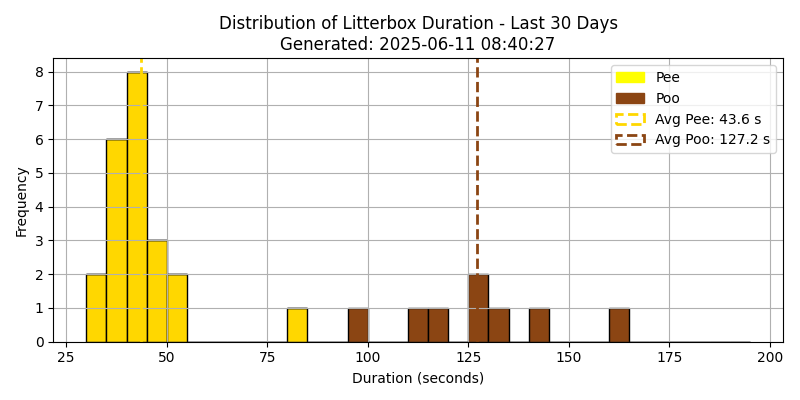 Distribution of Litterbox Duration - Last 30 Days
Generated: 2025-06-11 08:40:27
Pee
Poo
Avg Pee: 43.6 s
Avg Poo: 127.2 s
Frequency
8
7
6
5
4
3
2
1
0
25 50 75 100 125 150 175 200
Duration (seconds)